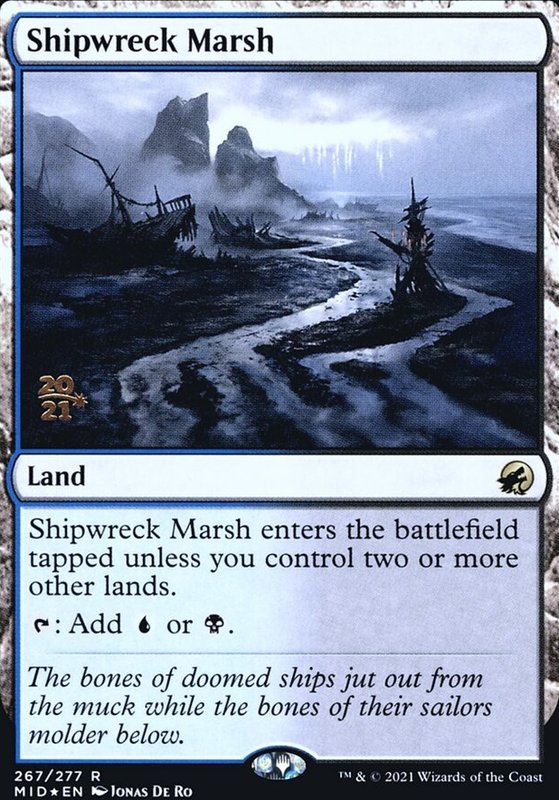 Shipwreck Marsh
20
21
Land
Shipwreck Marsh enters the battlefield
tapped unless you control two or more
other lands.
: Add or .
The bones of doomed ships jut out from
the muck while the bones of their sailors
molder below.
267/277 R
MID★EN Jonas De Ro
™ & © 2021 Wizards of the Coast